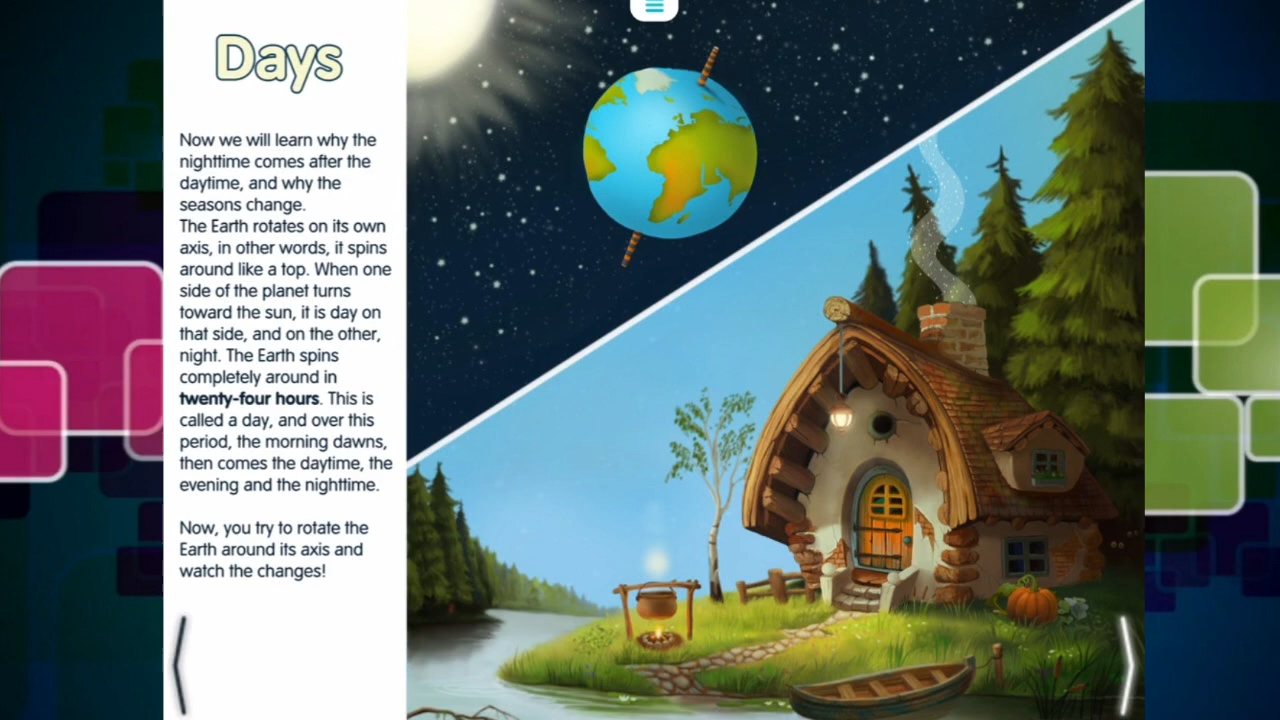 Days
Now we will learn why the
nighttime comes after the
daytime, and why the
seasons change.
The Earth rotates on its own
axis, in other words, it spins
around like a top. When one
side of the planet turns
toward the sun, it is day on
that side, and on the other,
night. The Earth spins
completely around in
twenty-four hours. This is
called a day, and over this
period, the morning dawns,
then comes the daytime, the
evening and the nighttime.
Now, you try to rotate the
Earth around its axis and
watch the changes!